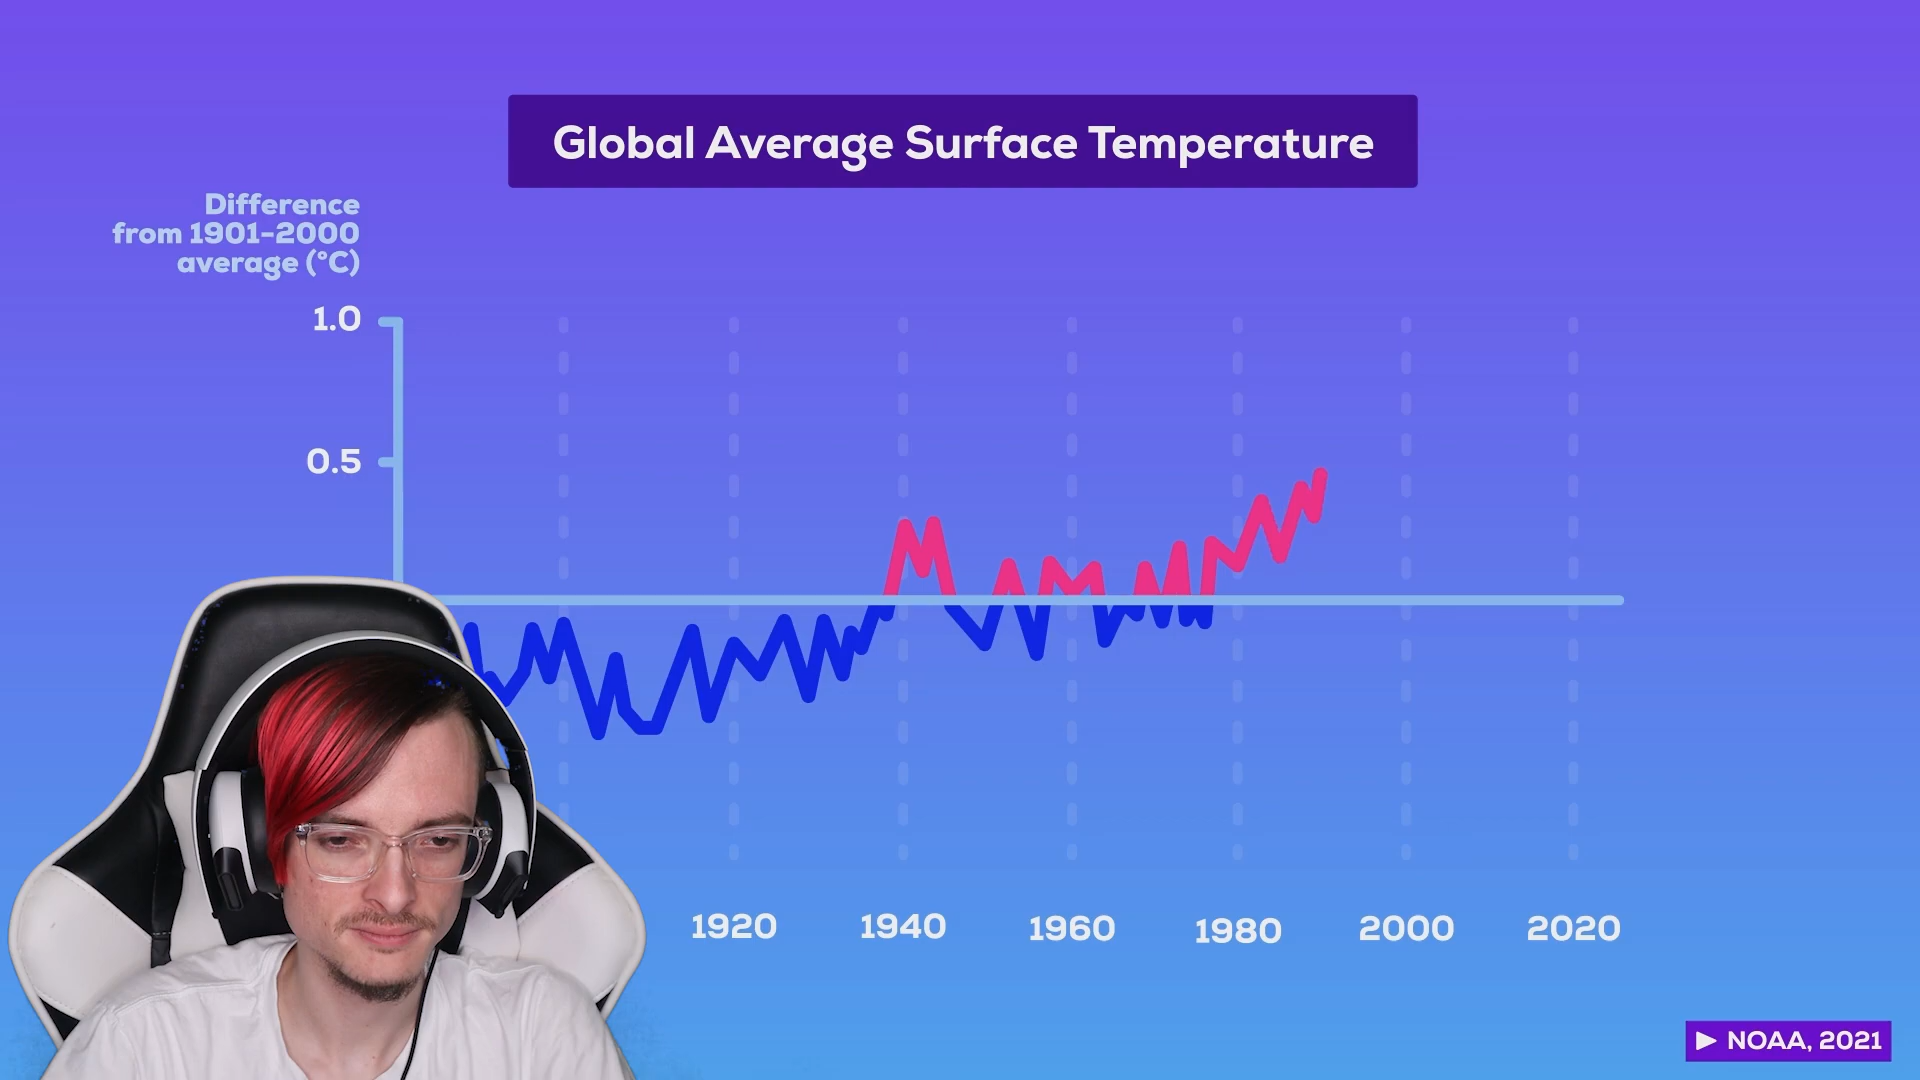 Global Average Surface Temperature
Difference
from 1901-2000
average (°C)
1.0
0.5
1920
1940
1960
1980
2000
2020
NOAA, 2021